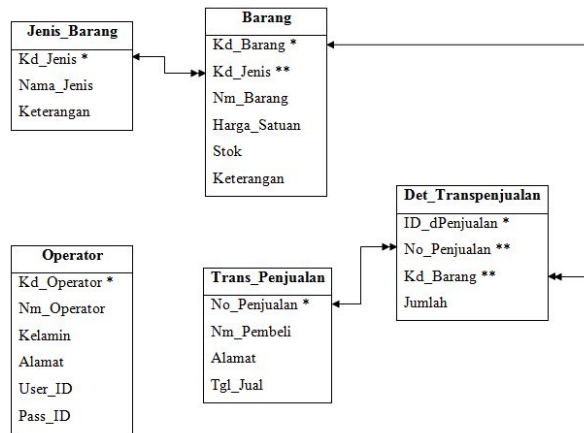 Jenis_Barang
Kd_Jenis *
Nama_Jenis
Keterangan
Barang
Kd_Barang *
Kd_Jenis **
Nm_Barang
Harga_Satuan
Stok
Keterangan
Operator
Kd_Operator *
Nm_Operator
Kelamin
Alamat
User_ID
Pass_ID
Trans_Penjualan
No_Penjualan *
Nm_Pembeli
Alamat
Tgl_Jual
Det_Transpenjualan
ID_dPenjualan *
No_Penjualan **
Kd_Barang **
Jumlah